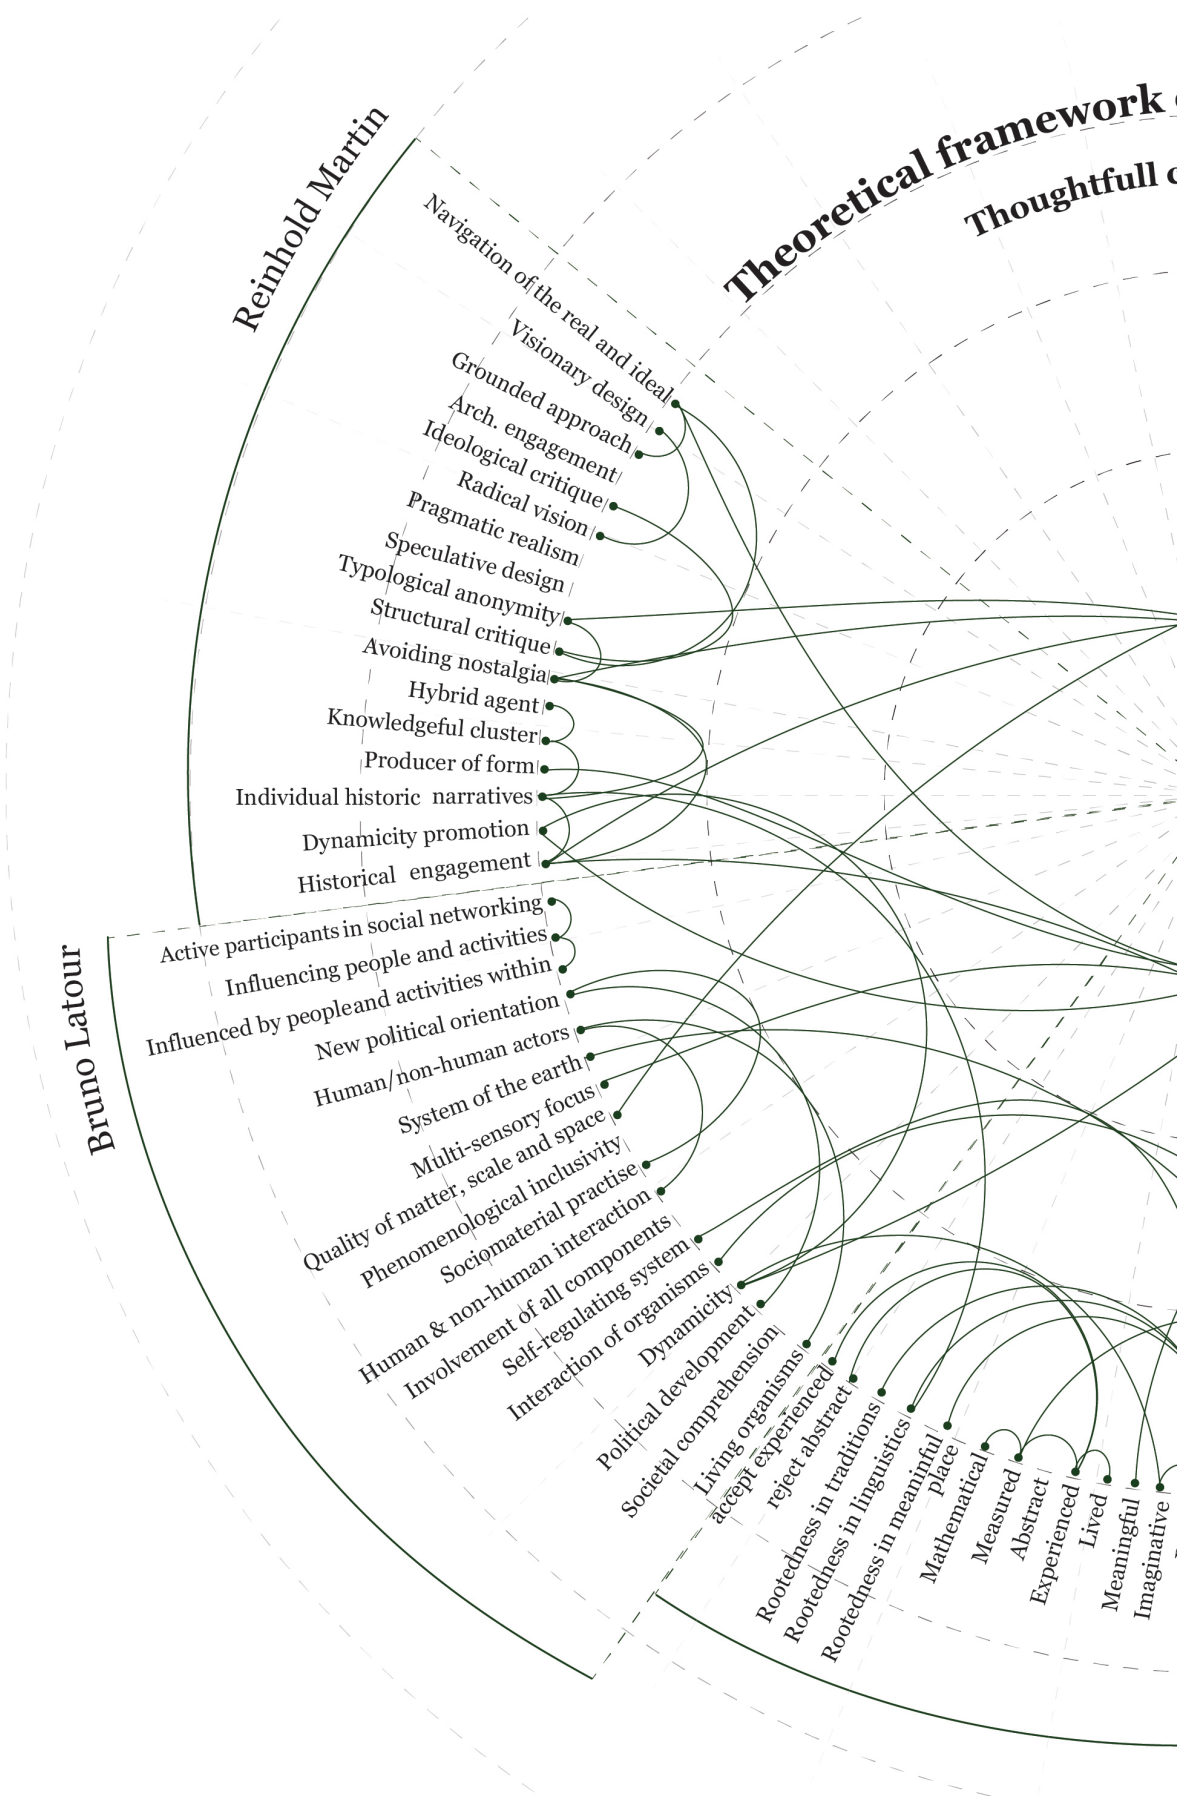 Theoretical framework
Thoughtfull
Reinhold Martin
Navigation of the real and ideal
Visionary design
Grounded approach
Arch. engagement
Ideological critique
Radical vision
Pragmatic realism
Speculative design
Typological anonymity
Structural critique
Avoiding nostalgia
Hybrid agent
Knowledgeful cluster
Producer of form
Individual historic narratives
Dynamicity promotion
Historical engagement
Bruno Latour
Active participants in social networking
Influencing people and activities
Influenced by people and activities within
New political orientation
Human/non-human actors
System of the earth
Multi-sensory focus
Quality of matter, scale and space
Phenomenological inclusivity
Sociomaterial practise
Human & non-human interaction
Involvement of all components
Self-regulating system
Interaction of organisms
Dynamicity
Political development
Societal comprehension
Living organisms
accept experienced
reject abstract
Rootedness in traditions
Rootedness in linguistics
Rootedness in meaninful
place
Mathematical
Measured
Abstract
Experienced
Lived
Meaningful
Imaginative